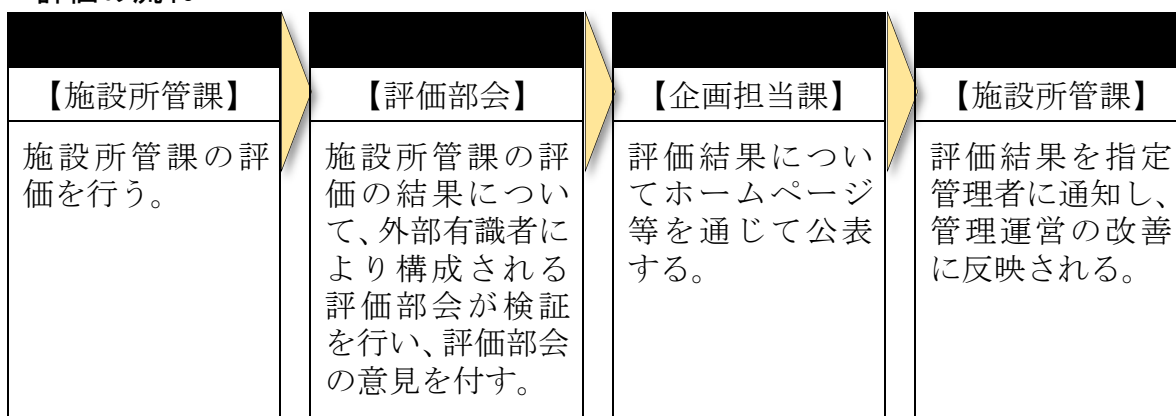 【施設所管課】
施設所管課の評
価を行う。
【評価部会】
施設所管課の評
価の結果につい
て、外部有識者に
より構成される
評価部会が検証
を行い、評価部会
の意見を付す。
【企画担当課】
評価結果につい
てホームページ
等を通じて公表
する。
【施設所管課】
評価結果を指定
管理者に通知し、
管理運営の改善
に反映される。